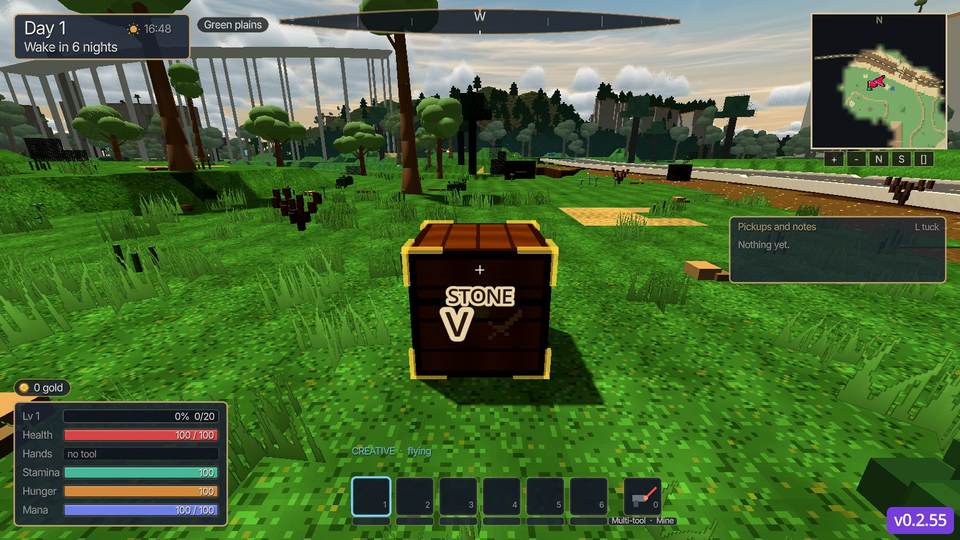 Day 1
16:48
Wake in 6 nights
Green plains
W
N
+ - N S []
Pickups and notes
L tuck
Nothing yet.
STONE
V
0 gold
Lv 1
0% 0/20
Health
100 / 100
Hands
no tool
Stamina
100
Hunger
100
Mana
100 / 100
CREATIVE - flying
1 2 3 4 5 6 0
Multi-tool · Mine
v0.2.55